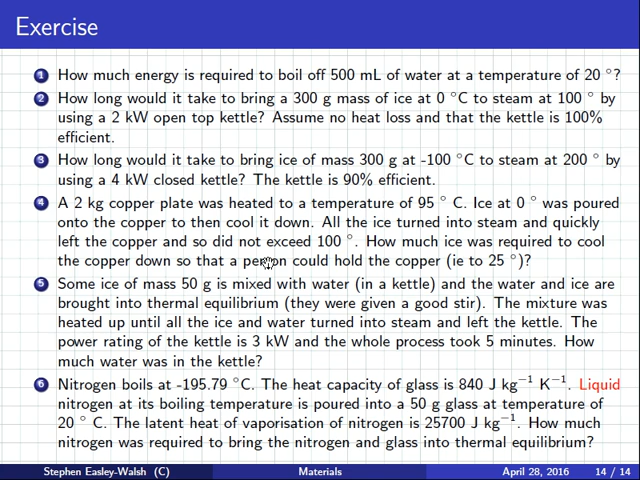 Exercise
1 How much energy is required to boil off 500 mL of water at a temperature of 20 °?
2 How long would it take to bring a 300 g mass of ice at 0 °C to steam at 100 ° by
using a 2 kW open top kettle? Assume no heat loss and that the kettle is 100%
efficient.
3 How long would it take to bring ice of mass 300 g at -100 °C to steam at 200 ° by
using a 4 kW closed kettle? The kettle is 90% efficient.
4 A 2 kg copper plate was heated to a temperature of 95 ° C. Ice at 0 ° was poured
onto the copper to then cool it down. All the ice turned into steam and quickly
left the copper and so did not exceed 100 °. How much ice was required to cool
the copper down so that a person could hold the copper (ie to 25 °)?
5 Some ice of mass 50 g is mixed with water (in a kettle) and the water and ice are
brought into thermal equilibrium (they were given a good stir). The mixture was
heated up until all the ice and water turned into steam and left the kettle. The
power rating of the kettle is 3 kW and the whole process took 5 minutes. How
much water was in the kettle?
6 Nitrogen boils at -195.79 °C. The heat capacity of glass is 840 J kg⁻¹ K⁻¹. Liquid
nitrogen at its boiling temperature is poured into a 50 g glass at temperature of
20 ° C. The latent heat of vaporisation of nitrogen is 25700 J kg⁻¹. How much
nitrogen was required to bring the nitrogen and glass into thermal equilibrium?
Stephen Easley-Walsh (C) Materials April 28, 2016 14 / 14